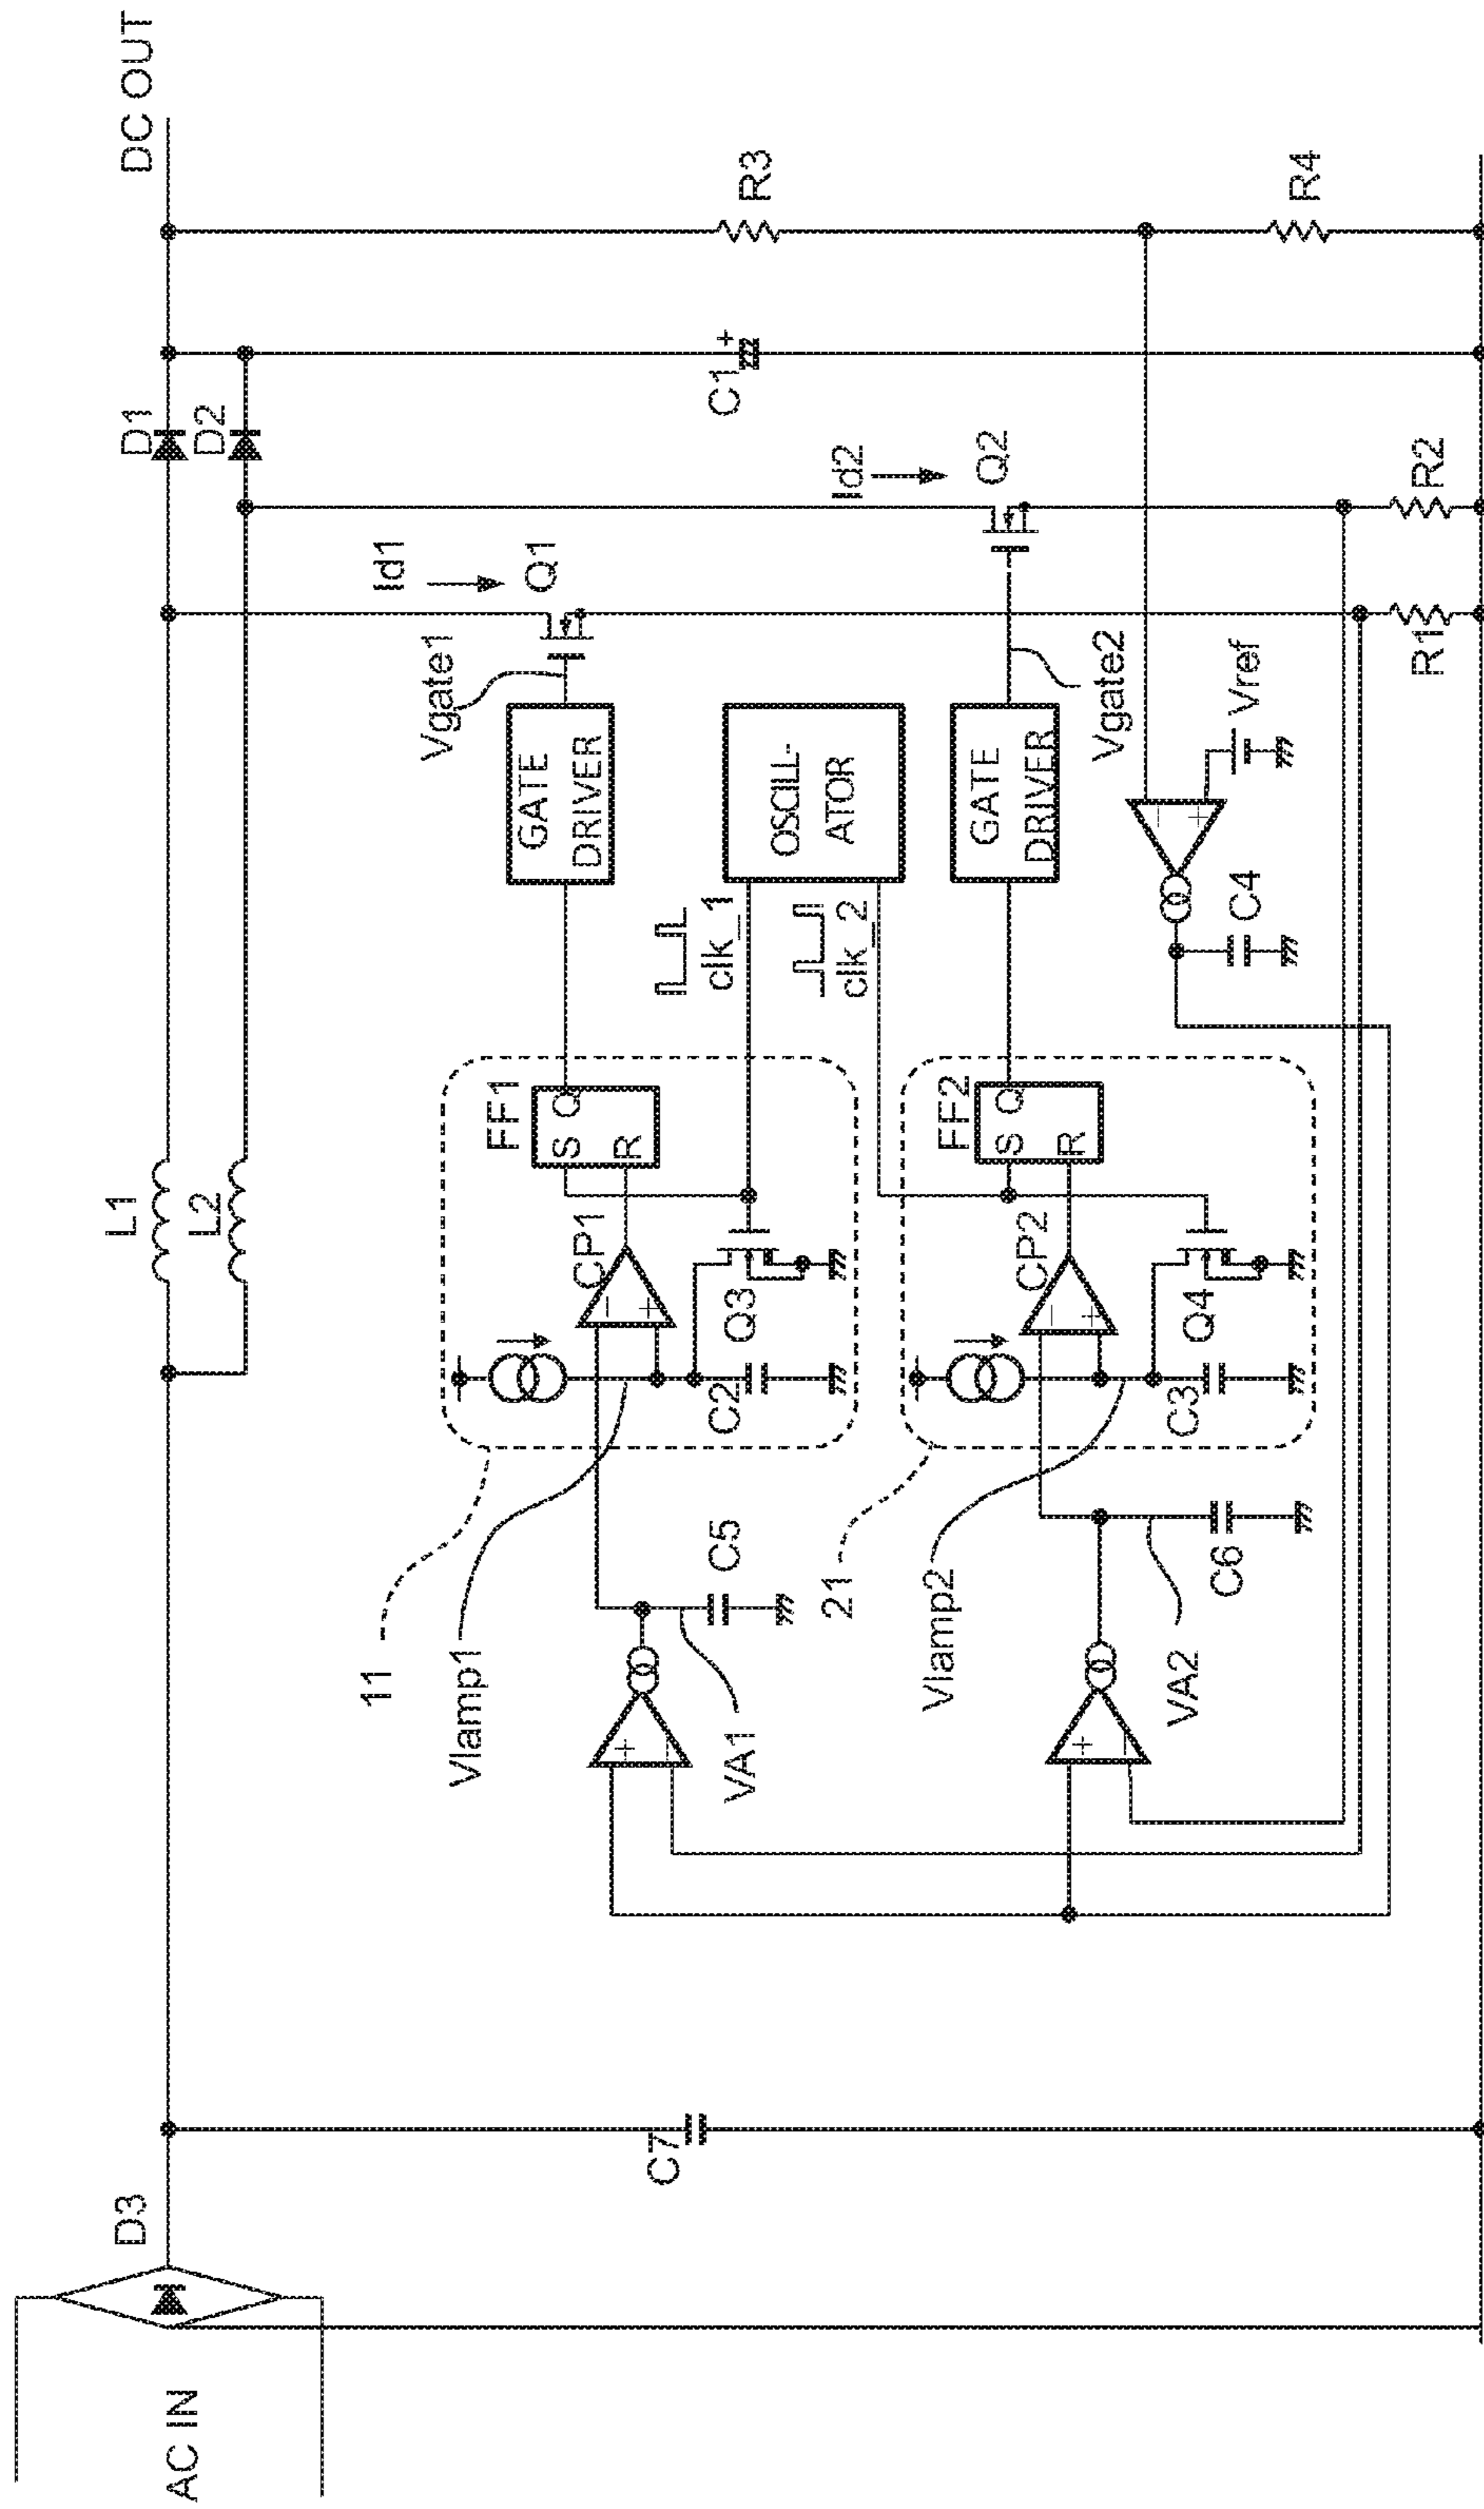 AC IN
D3
C7
L1
L2
D1
D2
DC OUT
11
Vlamp1
VA1
C5
FF1
S Q
R
CP1
C2
Q3
GATE
DRIVER
Vgate1
Id1
Q1
clk_1
OSCILL-
ATOR
clk_2
C1
+
R3
21
Vlamp2
VA2
C6
FF2
S Q
R
CP2
C3
Q4
GATE
DRIVER
Vgate2
Id2
Q2
C4
Vref
R1
R2
R4